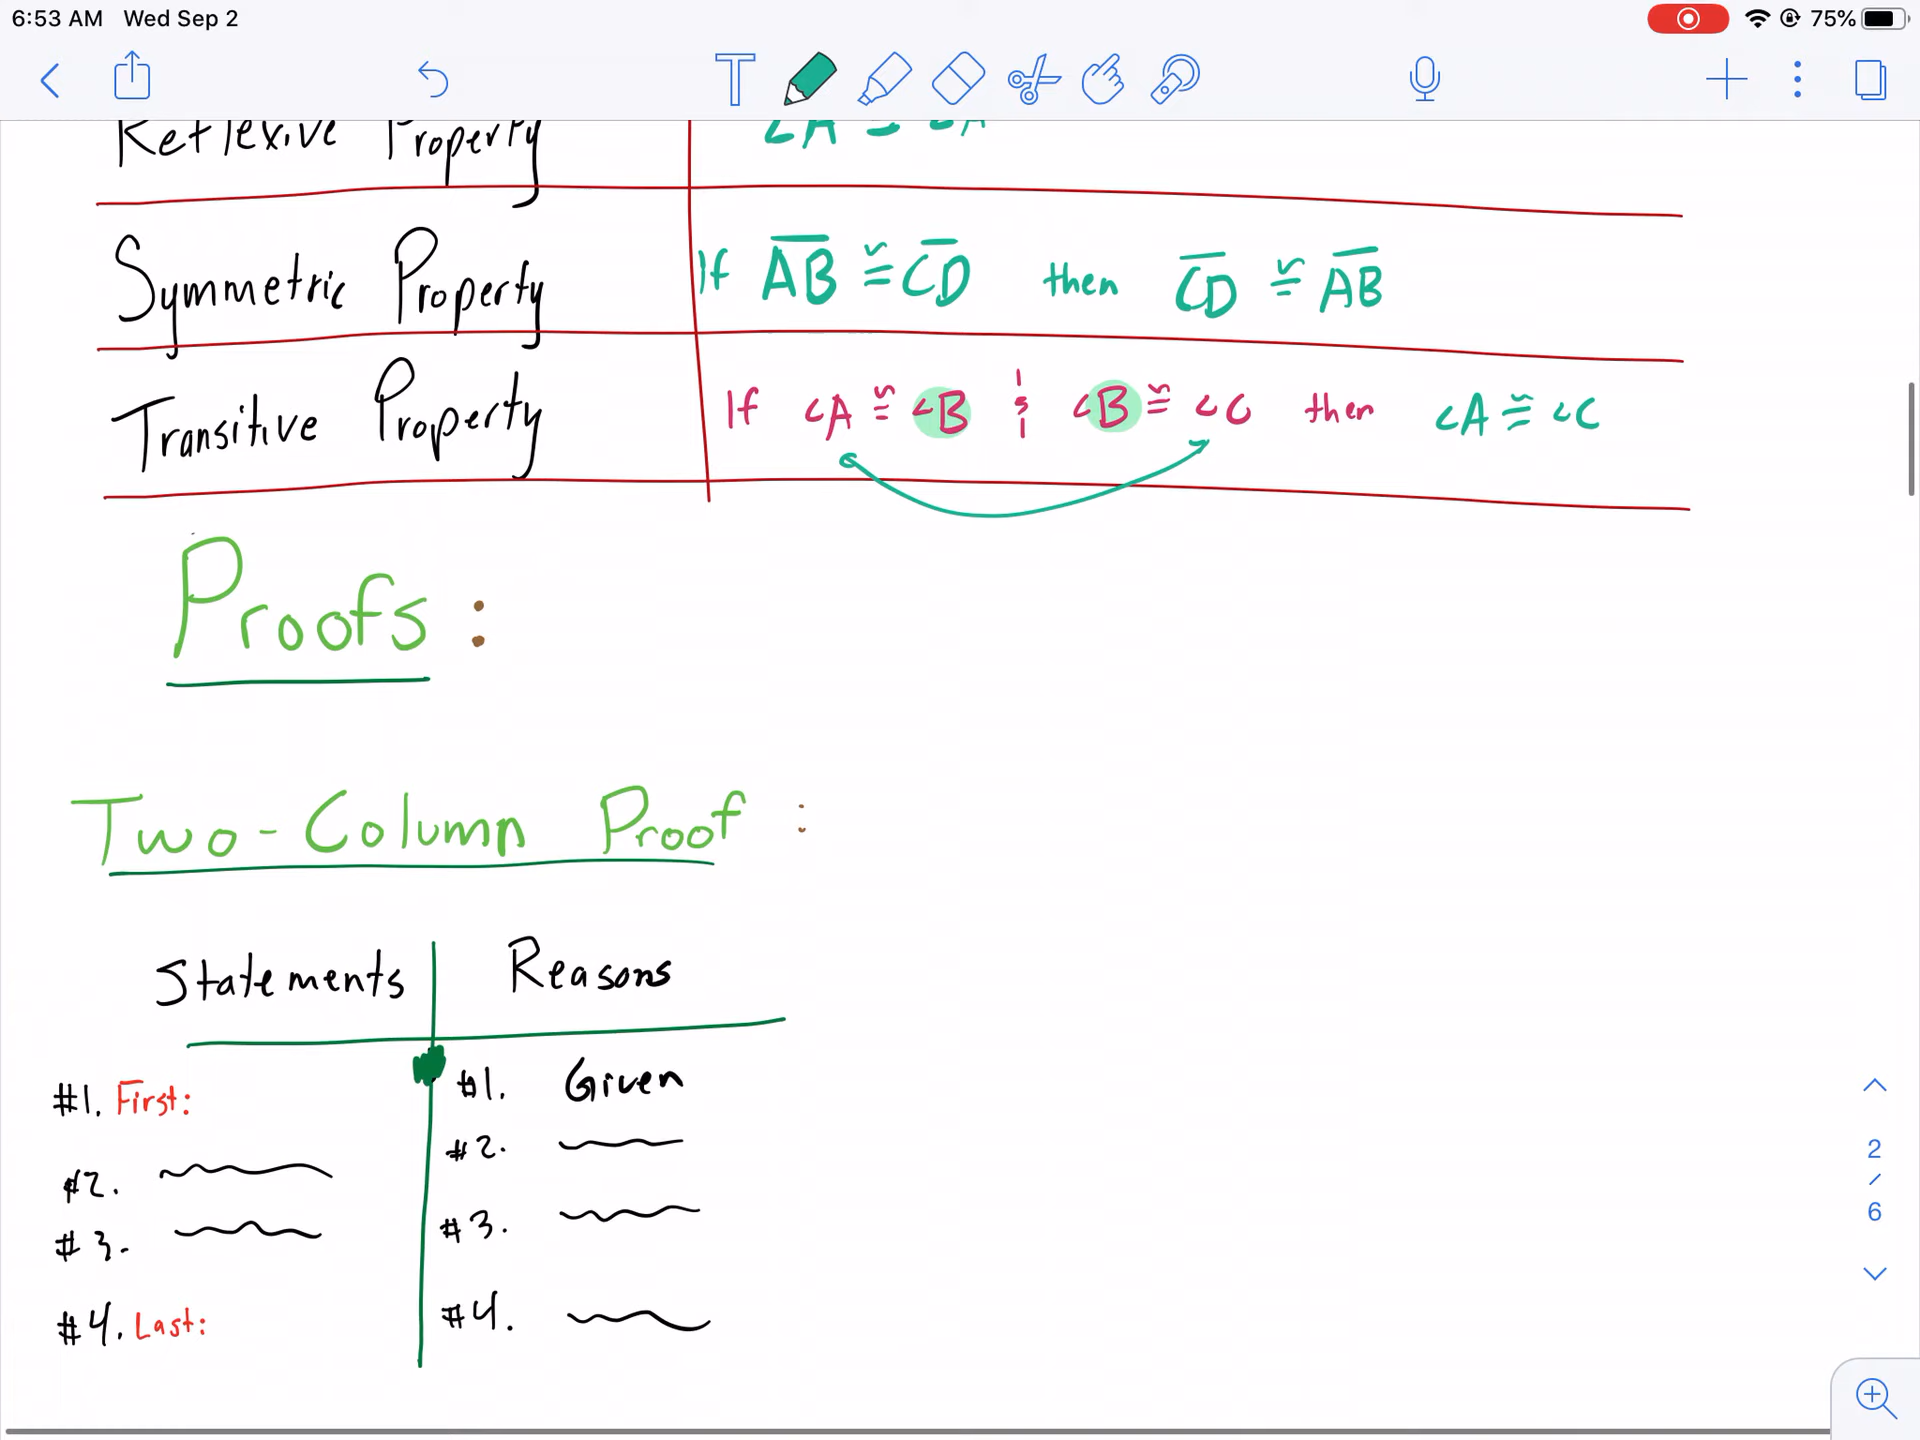 6:53 AM Wed Sep 2 75%
T
Reflexive Property ∠A ≅ ∠A
Symmetric Property If AB ≅ CD then CD ≅ AB
Transitive Property If ∠A ≅ ∠B & ∠B ≅ ∠C then ∠A ≅ ∠C
Proofs :
Two-Column Proof :
Statements Reasons
#1. First: #1. Given
#2. #2.
#3. #3.
#4. Last: #4.
2
/
6